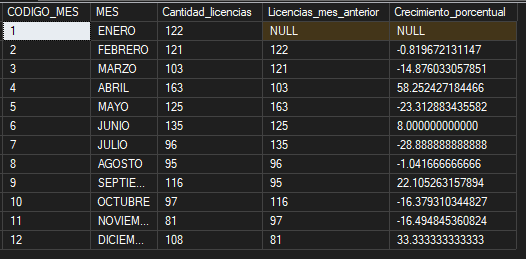 CODIGO_MES MES Cantidad_licencias Licencias_mes_anterior Crecimiento_porcentual
1 ENERO 122 NULL NULL
2 FEBRERO 121 122 -0.819672131147
3 MARZO 103 121 -14.876033057851
4 ABRIL 163 103 58.252427184466
5 MAYO 125 163 -23.312883435582
6 JUNIO 135 125 8.000000000000
7 JULIO 96 135 -28.888888888888
8 AGOSTO 95 96 -1.041666666666
9 SEPTIE... 116 95 22.105263157894
10 OCTUBRE 97 116 -16.379310344827
11 NOVIEM... 81 97 -16.494845360824
12 DICIEM... 108 81 33.333333333333